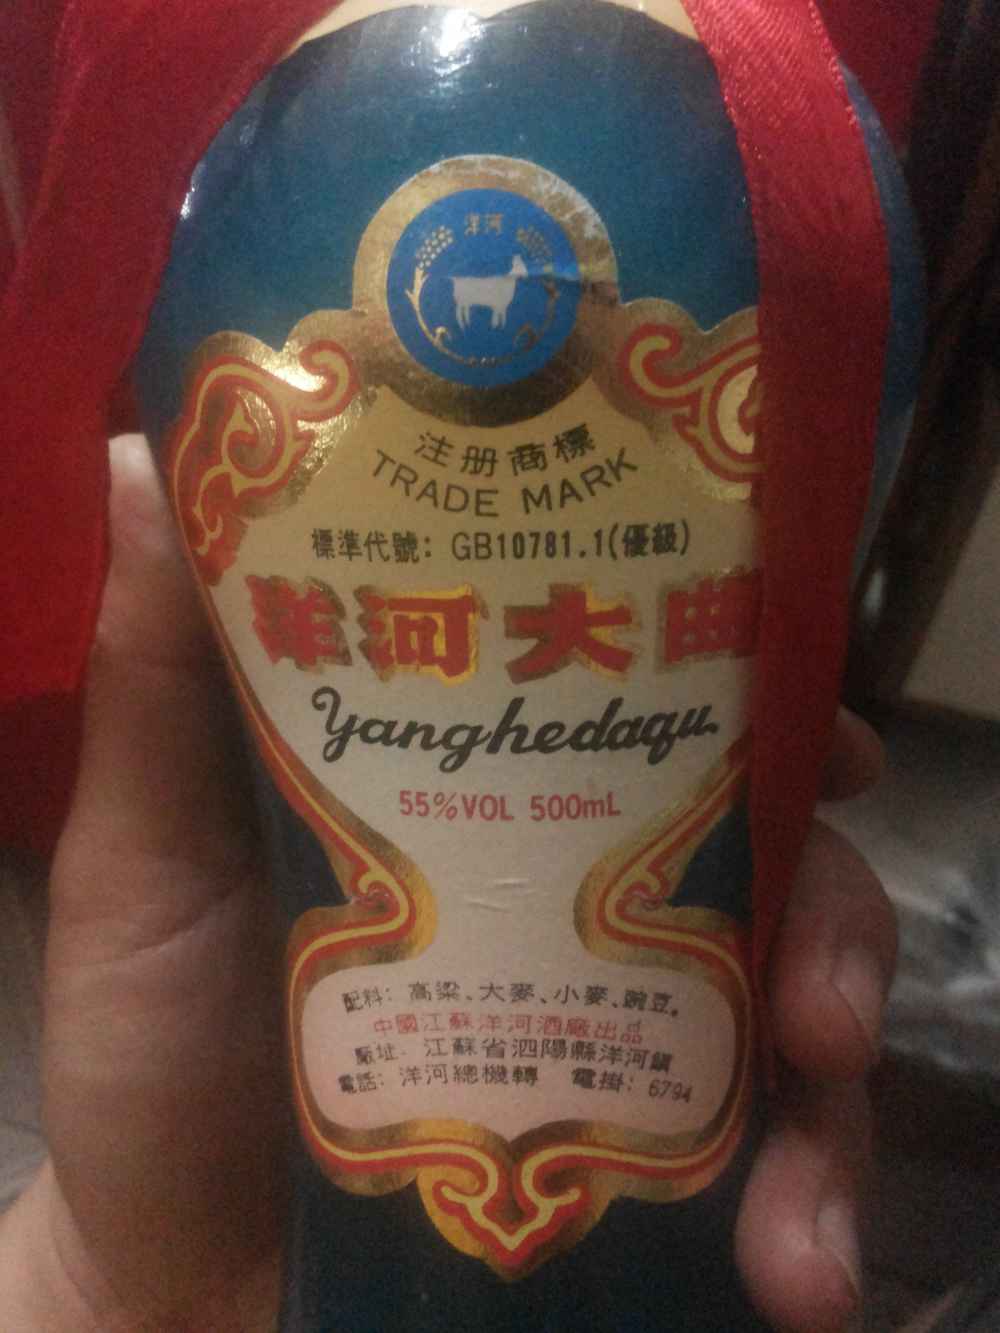 洋河
注册商標
TRADE MARK
標準代號：GB10781.1(優級)
洋河大曲
Yanghedaqu.
55%VOL 500mL
配料：高粱、大麥、小麥、豌豆。
中國江蘇洋河酒廠出品
廠址：江蘇省泗陽縣洋河鎮
電話：洋河總機轉 電掛：6794